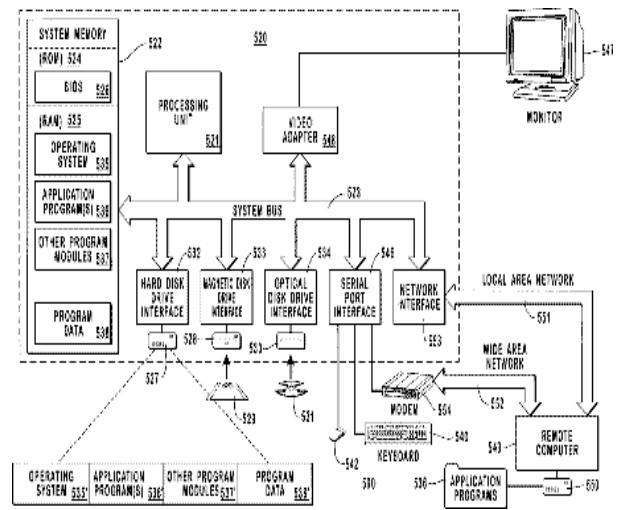 SYSTEM MEMORY
522
520
547
(ROM) 524
BIOS
526
(RAM) 525
PROCESSING
UNIT
521
VIDEO
ADAPTER
548
MONITOR
OPERATING
SYSTEM
535
APPLICATION
PROGRAM(S)
536
523
SYSTEM BUS
OTHER PROGRAM
MODULES 537
532
533
534
546
HARD DISK
DRIVE
INTERFACE
MAGNETIC DISK
DRIVE
INTERFACE
OPTICAL
DISK DRIVE
INTERFACE
SERIAL
PORT
INTERFACE
NETWORK
INTERFACE
553
LOCAL AREA NETWORK
551
PROGRAM
DATA
538
527
528
530
WIDE AREA
NETWORK
552
529
531
MODEM
554
542
KEYBOARD
540
549
REMOTE
COMPUTER
OPERATING
SYSTEM 535'
APPLICATION
PROGRAM(S) 536'
OTHER PROGRAM
MODULES 537'
PROGRAM
DATA 538'
536
APPLICATION
PROGRAMS
550